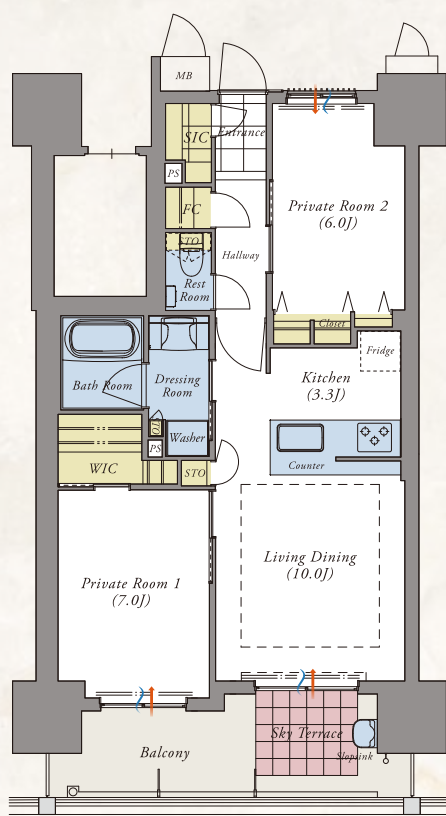 MB
SIC
Entrance
PS
FC
Private Room 2
(6.0J)
STO
Hallway
Rest
Room
Closet
Fridge
Bath Room
Dressing
Room
Kitchen
(3.3J)
STO
Washer
PS
WIC
STO
Counter
Living Dining
(10.0J)
Private Room 1
(7.0J)
Balcony
Sky Terrace
Slopsink